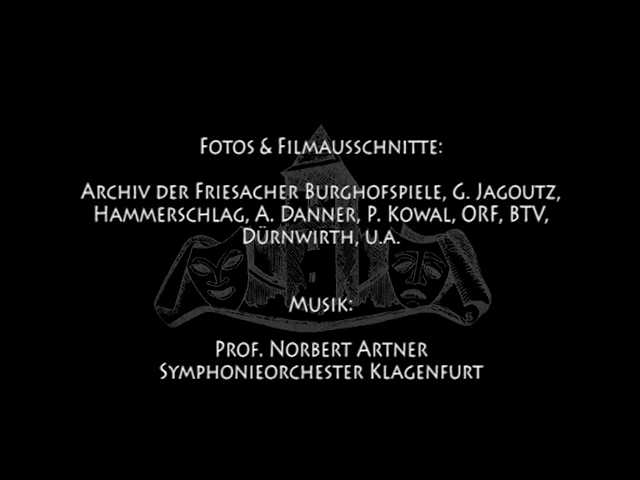 Fotos & Filmausschnitte:
Archiv der Friesacher Burghofspiele, G. Jagoutz,
Hammerschlag, A. Danner, P. Kowal, ORF, BTV,
Dürnwirth, u.a.
Musik:
Prof. Norbert Artner
Symphonieorchester Klagenfurt